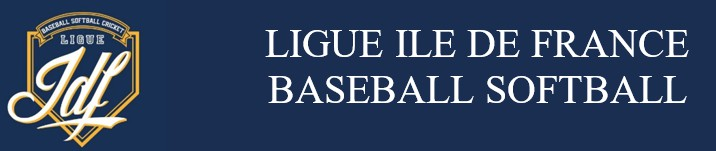 BASEBALL SOFTBALL CRICKET
LIGUE
Idf
LIGUE ILE DE FRANCE
BASEBALL SOFTBALL